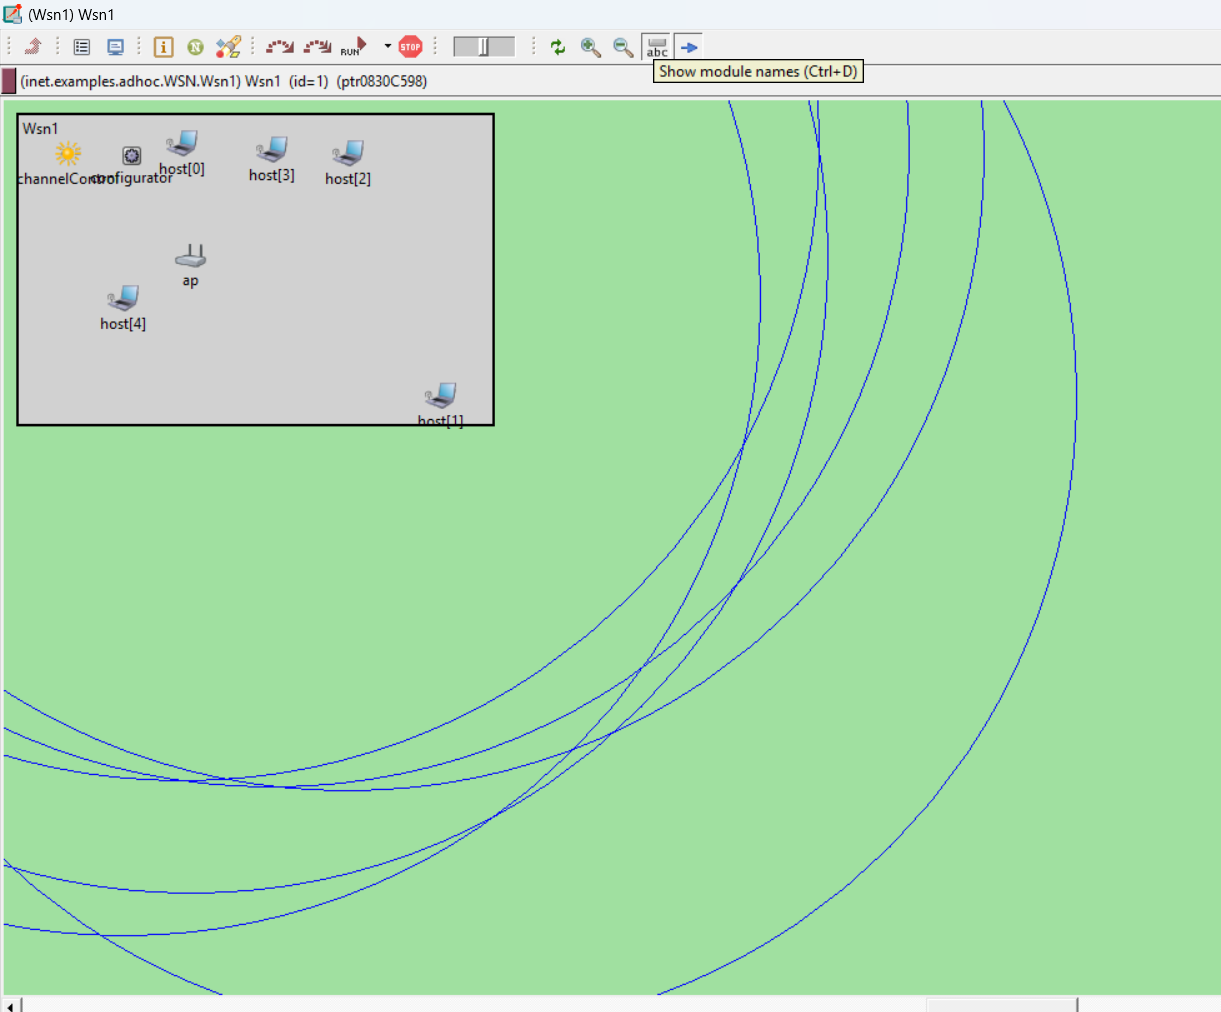 (Wsn1) Wsn1
RUN
STOP
abc
(inet.examples.adhoc.WSN.Wsn1) Wsn1 (id=1) (ptr0830C598)
Show module names (Ctrl+D)
Wsn1
channelControl
configurator
host[0]
host[3]
host[2]
ap
host[4]
host[1]